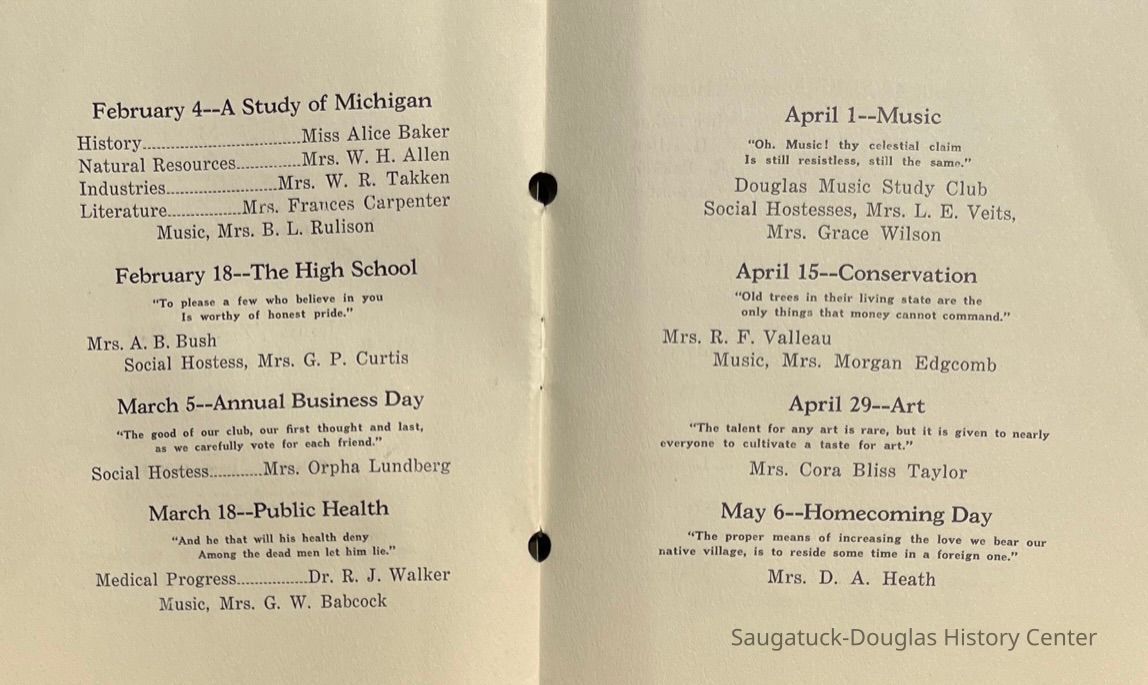 February 4--A Study of Michigan
History..............................Miss Alice Baker
Natural Resources............Mrs. W. H. Allen
Industries.....................Mrs. W. R. Takken
Literature..............Mrs. Frances Carpenter
Music, Mrs. B. L. Rulison
February 18--The High School
"To please a few who believe in you
Is worthy of honest pride."
Mrs. A. B. Bush
Social Hostess, Mrs. G. P. Curtis
March 5--Annual Business Day
"The good of our club, our first thought and last,
as we carefully vote for each friend."
Social Hostess..........Mrs. Orpha Lundberg
March 18--Public Health
"And he that will his health deny
Among the dead men let him lie."
Medical Progress.............Dr. R. J. Walker
Music, Mrs. G. W. Babcock
April 1--Music
"Oh. Music! thy celestial claim
Is still resistless, still the same."
Douglas Music Study Club
Social Hostesses, Mrs. L. E. Veits,
Mrs. Grace Wilson
April 15--Conservation
"Old trees in their living state are the
only things that money cannot command."
Mrs. R. F. Valleau
Music, Mrs. Morgan Edgcomb
April 29--Art
"The talent for any art is rare, but it is given to nearly
everyone to cultivate a taste for art."
Mrs. Cora Bliss Taylor
May 6--Homecoming Day
"The proper means of increasing the love we bear our
native village, is to reside some time in a foreign one."
Mrs. D. A. Heath
Saugatuck-Douglas History Center